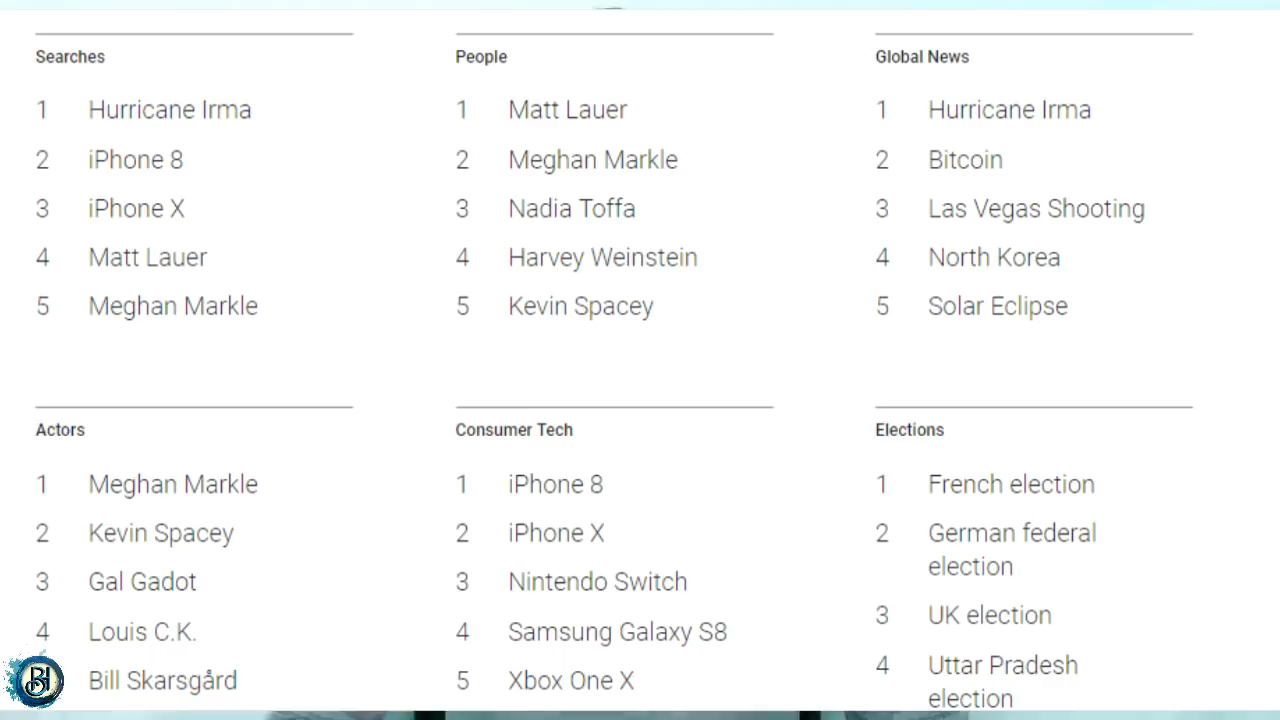 Searches
1 Hurricane Irma
2 iPhone 8
3 iPhone X
4 Matt Lauer
5 Meghan Markle
People
1 Matt Lauer
2 Meghan Markle
3 Nadia Toffa
4 Harvey Weinstein
5 Kevin Spacey
Global News
1 Hurricane Irma
2 Bitcoin
3 Las Vegas Shooting
4 North Korea
5 Solar Eclipse
Actors
1 Meghan Markle
2 Kevin Spacey
3 Gal Gadot
4 Louis C.K.
Bill Skarsgård
Consumer Tech
1 iPhone 8
2 iPhone X
3 Nintendo Switch
4 Samsung Galaxy S8
5 Xbox One X
Elections
1 French election
2 German federal
election
3 UK election
4 Uttar Pradesh
election